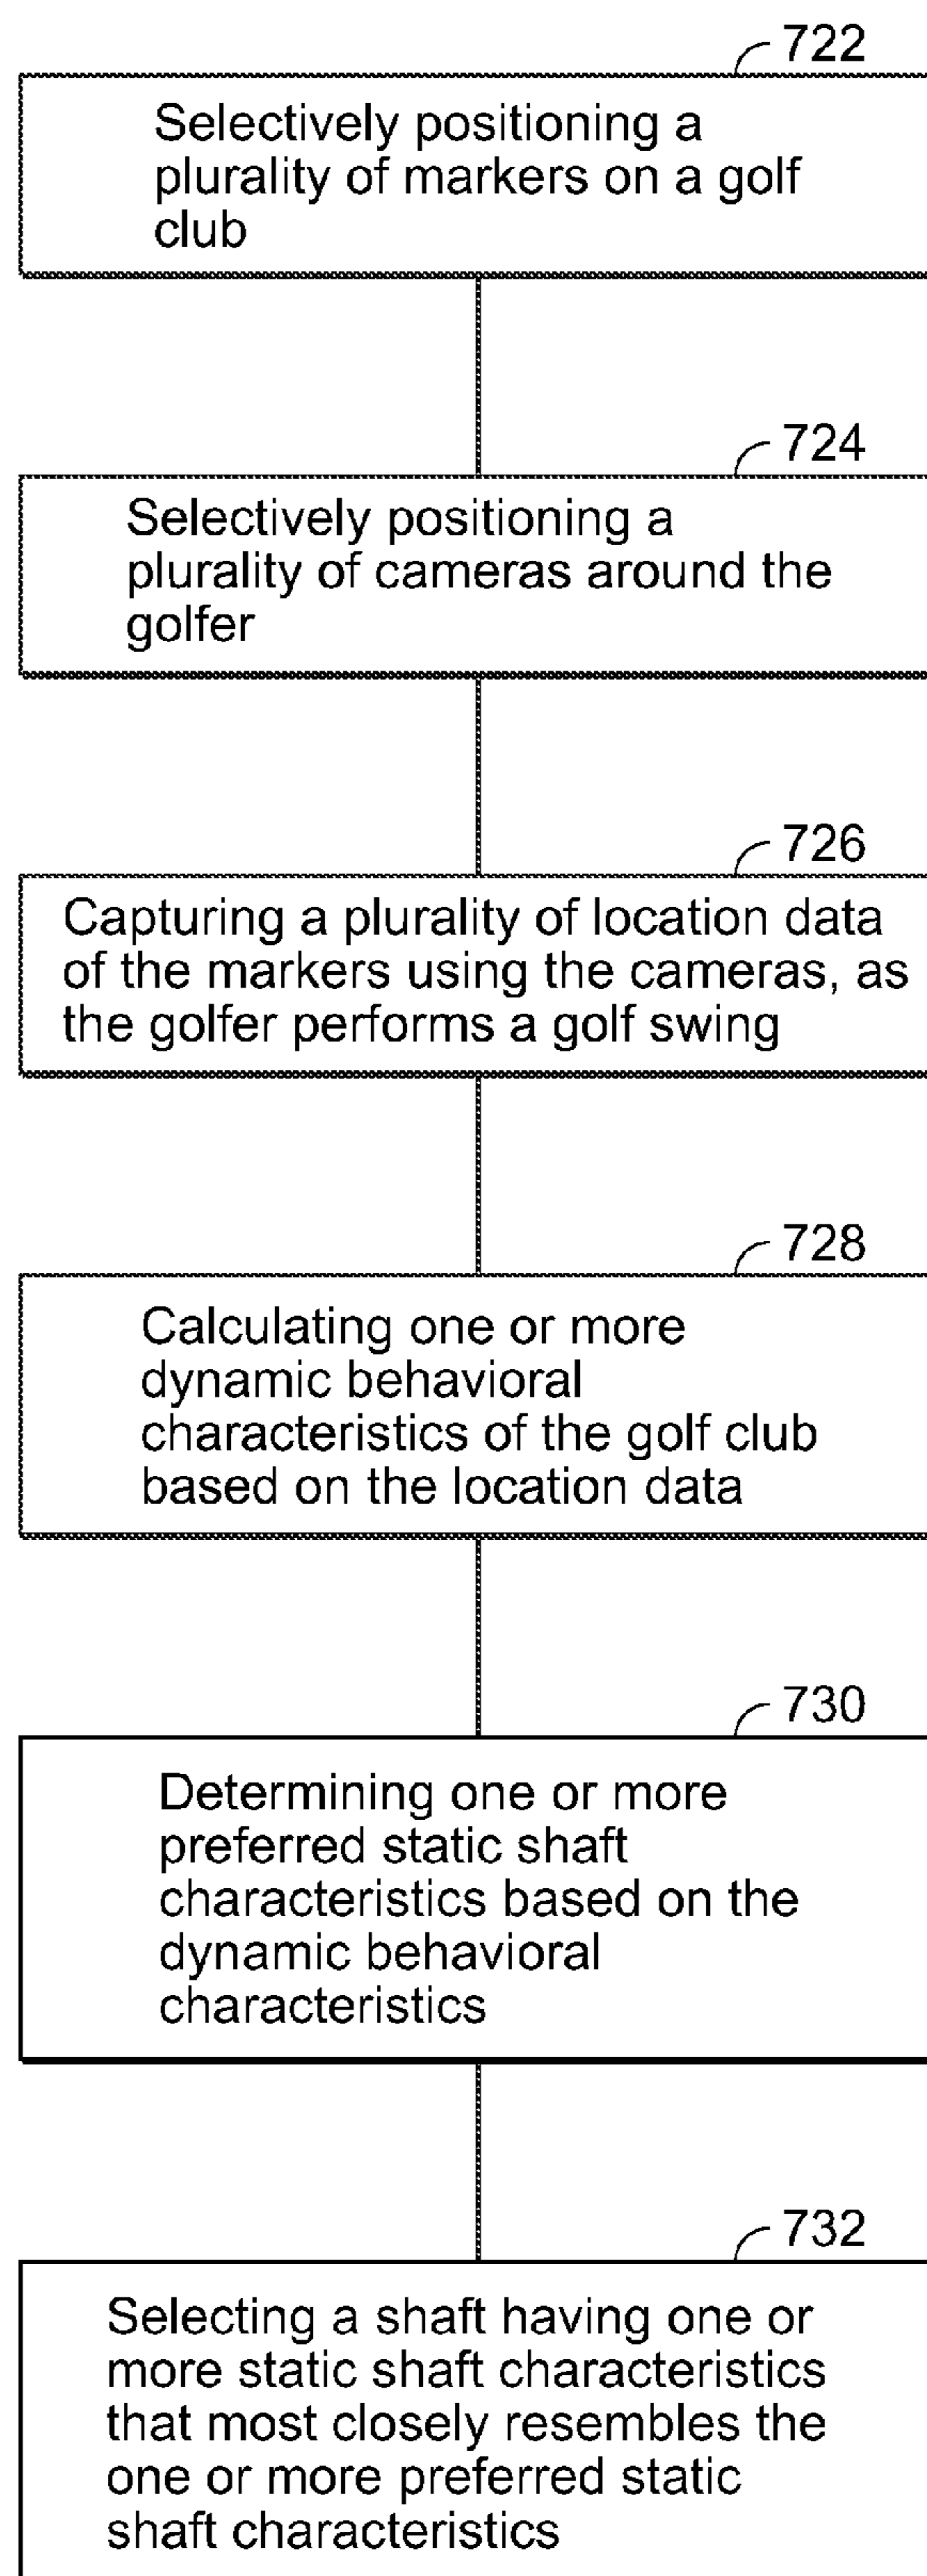 722
Selectively positioning a
plurality of markers on a golf
club
724
Selectively positioning a
plurality of cameras around the
golfer
726
Capturing a plurality of location data
of the markers using the cameras, as
the golfer performs a golf swing
728
Calculating one or more
dynamic behavioral
characteristics of the golf club
based on the location data
730
Determining one or more
preferred static shaft
characteristics based on the
dynamic behavioral
characteristics
732
Selecting a shaft having one or
more static shaft characteristics
that most closely resembles the
one or more preferred static
shaft characteristics